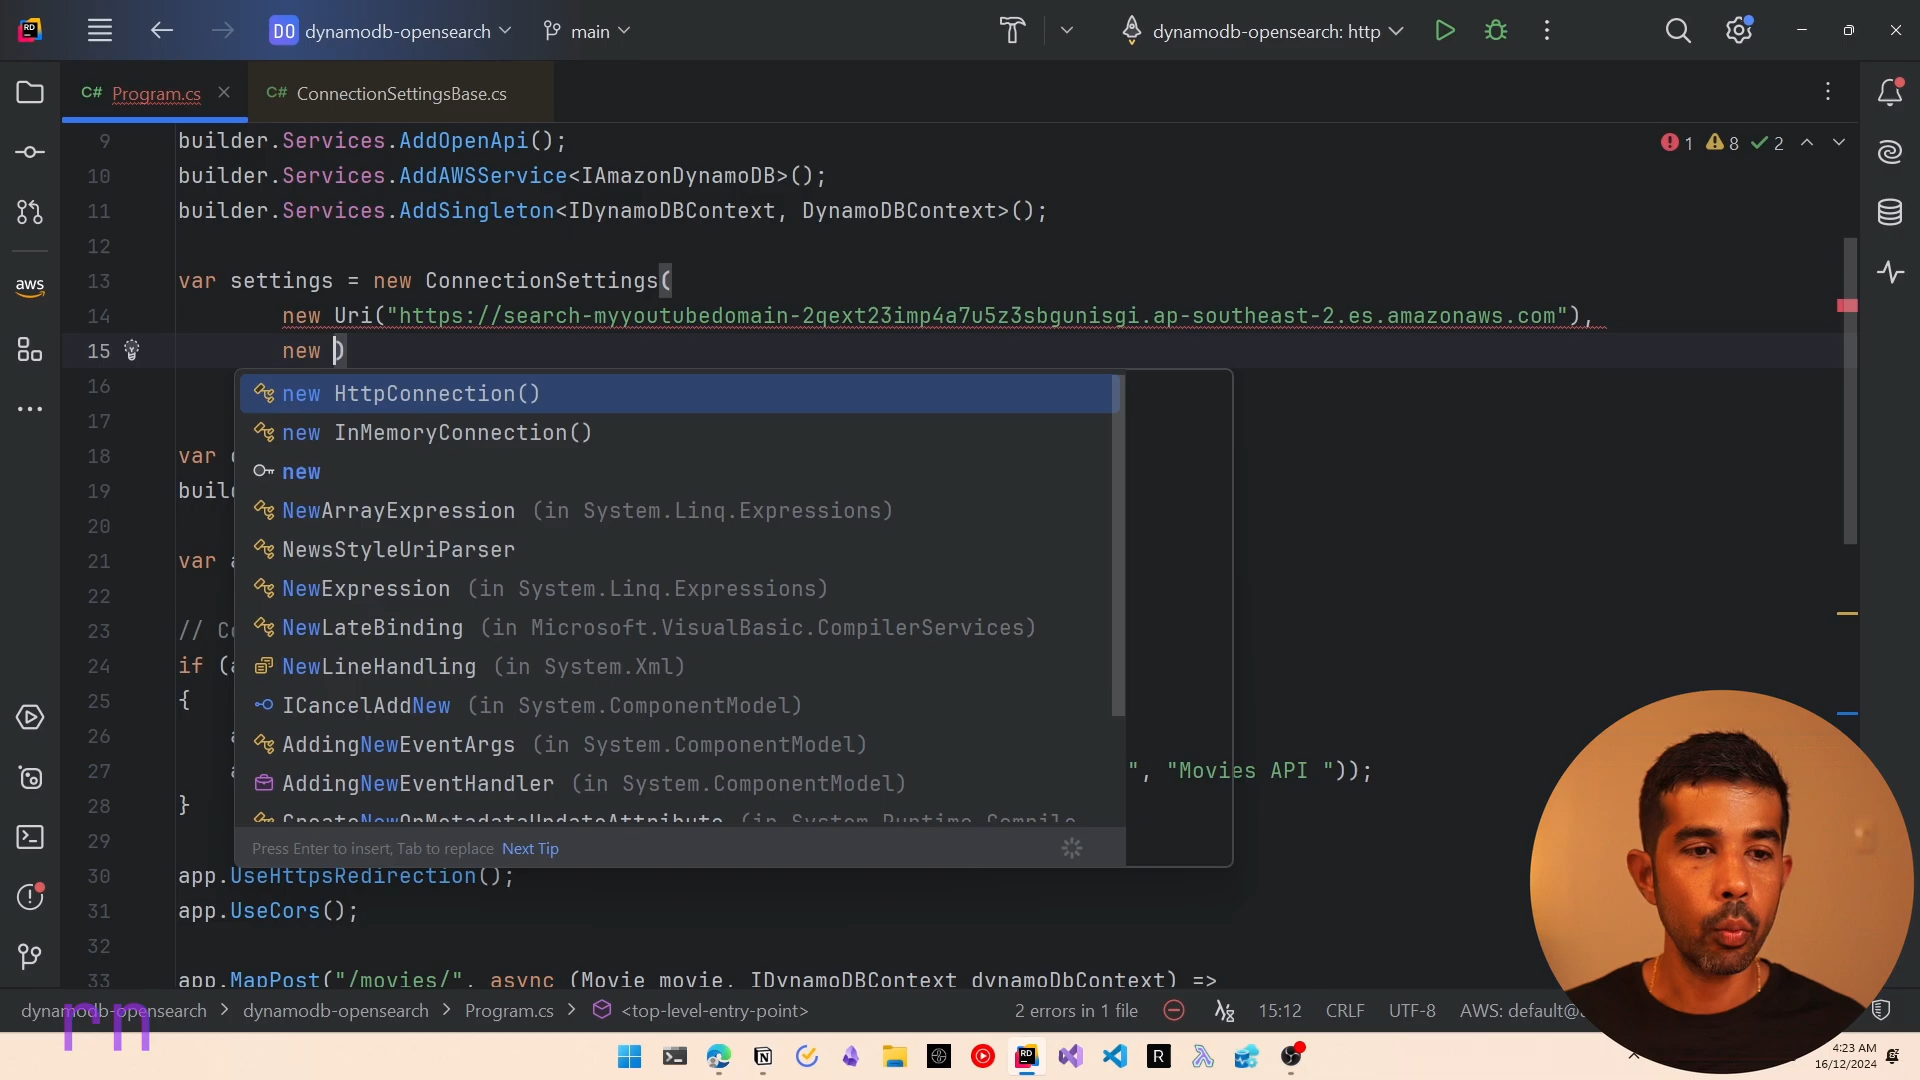 DO dynamodb-opensearch main dynamodb-opensearch: http
C# Program.cs C# ConnectionSettingsBase.cs
1 8 2
9 builder.Services.AddOpenApi();
10 builder.Services.AddAWSService<IAmazonDynamoDB>();
11 builder.Services.AddSingleton<IDynamoDBContext, DynamoDBContext>();
12
13 var settings = new ConnectionSettings(
14 new Uri("https://search-myyoutubedomain-2qext23imp4a7u5z3sbgunisgi.ap-southeast-2.es.amazonaws.com"),
15 new )
16
17
18 var
19
20
21 var
22
23 //
24 if (
25 {
26
27 ", "Movies API "));
28 }
29
30 app.UseHttpsRedirection();
31 app.UseCors();
32
33 app.MapPost("/movies/", async (Movie movie, IDynamoDBContext dynamoDbContext) =>
new HttpConnection()
new InMemoryConnection()
new
NewArrayExpression (in System.Linq.Expressions)
NewsStyleUriParser
NewExpression (in System.Linq.Expressions)
NewLateBinding (in Microsoft.VisualBasic.CompilerServices)
NewLineHandling (in System.Xml)
ICancelAddNew (in System.ComponentModel)
AddingNewEventArgs (in System.ComponentModel)
AddingNewEventHandler (in System.ComponentModel)
Press Enter to insert, Tab to replace Next Tip
aws
dynamodb-opensearch > dynamodb-opensearch > Program.cs > <top-level-entry-point> 2 errors in 1 file 15:12 CRLF UTF-8
rn
4:23 AM
16/12/2024